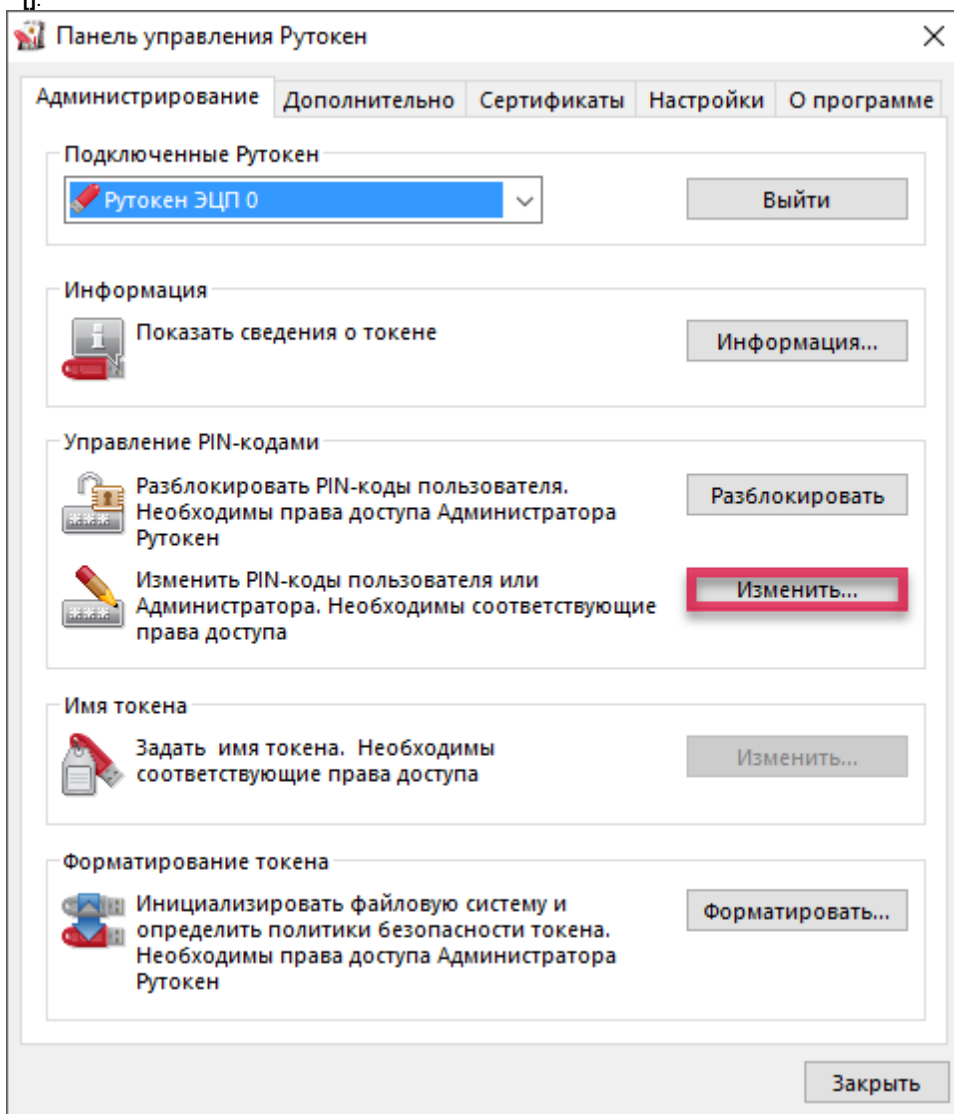 Панель управления Рутокен
Администрирование Дополнительно Сертификаты Настройки О программе
Подключенные Рутокен
Рутокен ЭЦП 0
Выйти
Информация
Показать сведения о токене
Информация...
Управление PIN-кодами
Разблокировать PIN-коды пользователя.
Необходимы права доступа Администратора
Рутокен
Разблокировать
Изменить PIN-коды пользователя или
Администратора. Необходимы соответствующие
права доступа
Изменить...
Имя токена
Задать имя токена. Необходимы
соответствующие права доступа
Изменить...
Форматирование токена
Инициализировать файловую систему и
определить политики безопасности токена.
Необходимы права доступа Администратора
Рутокен
Форматировать...
Закрыть